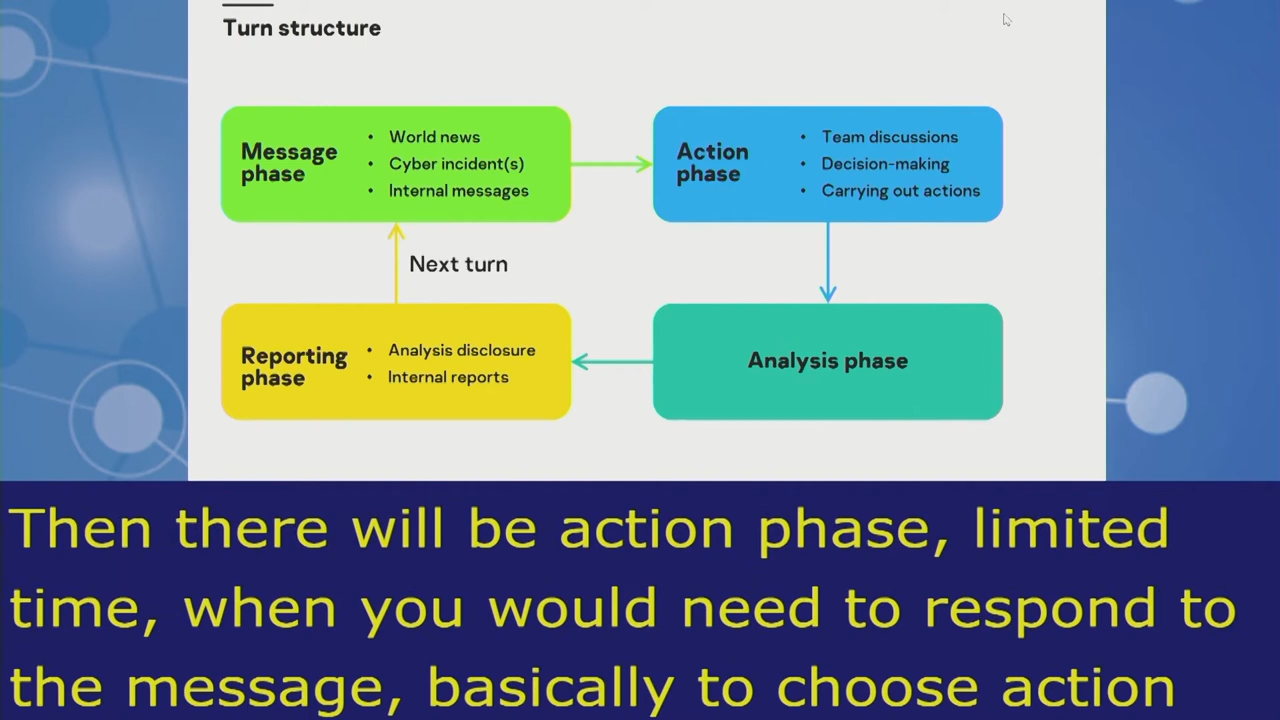 Turn structure
Message
phase
• World news
• Cyber incident(s)
• Internal messages
Action
phase
• Team discussions
• Decision-making
• Carrying out actions
Next turn
Reporting
phase
• Analysis disclosure
• Internal reports
Analysis phase
Then there will be action phase, limited
time, when you would need to respond to
the message, basically to choose action